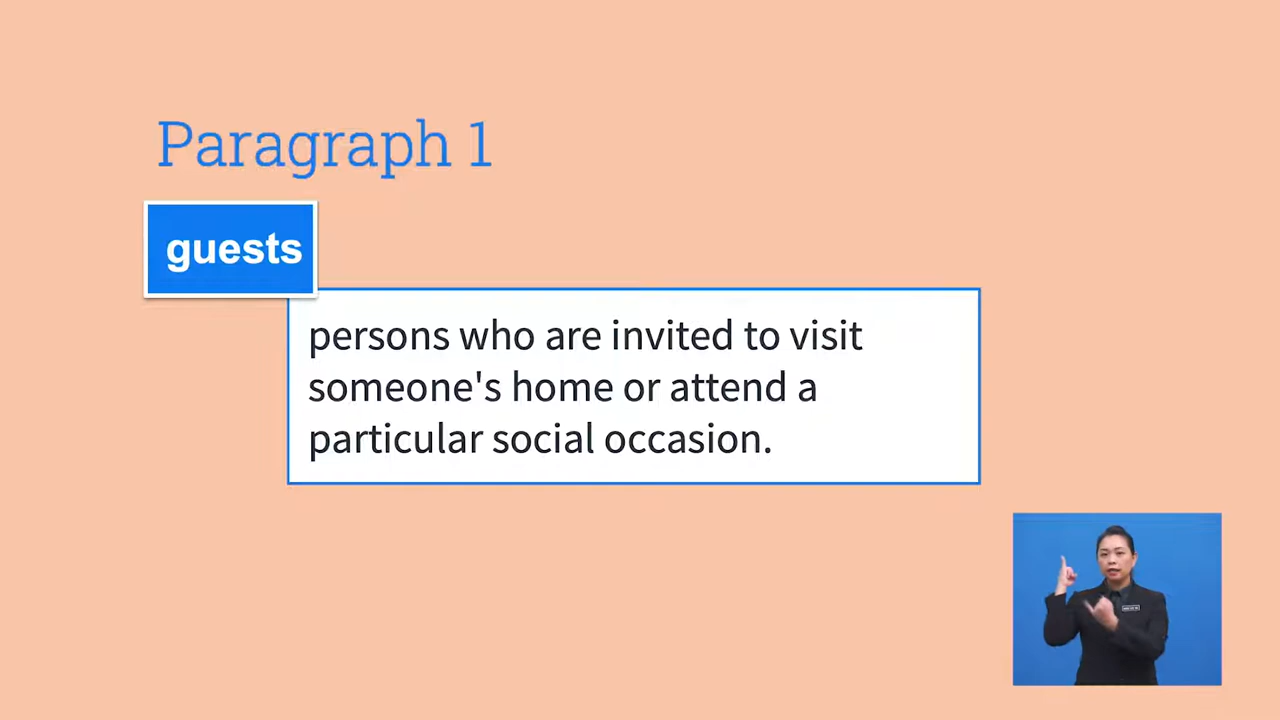 Paragraph 1
guests
persons who are invited to visit
someone's home or attend a
particular social occasion.